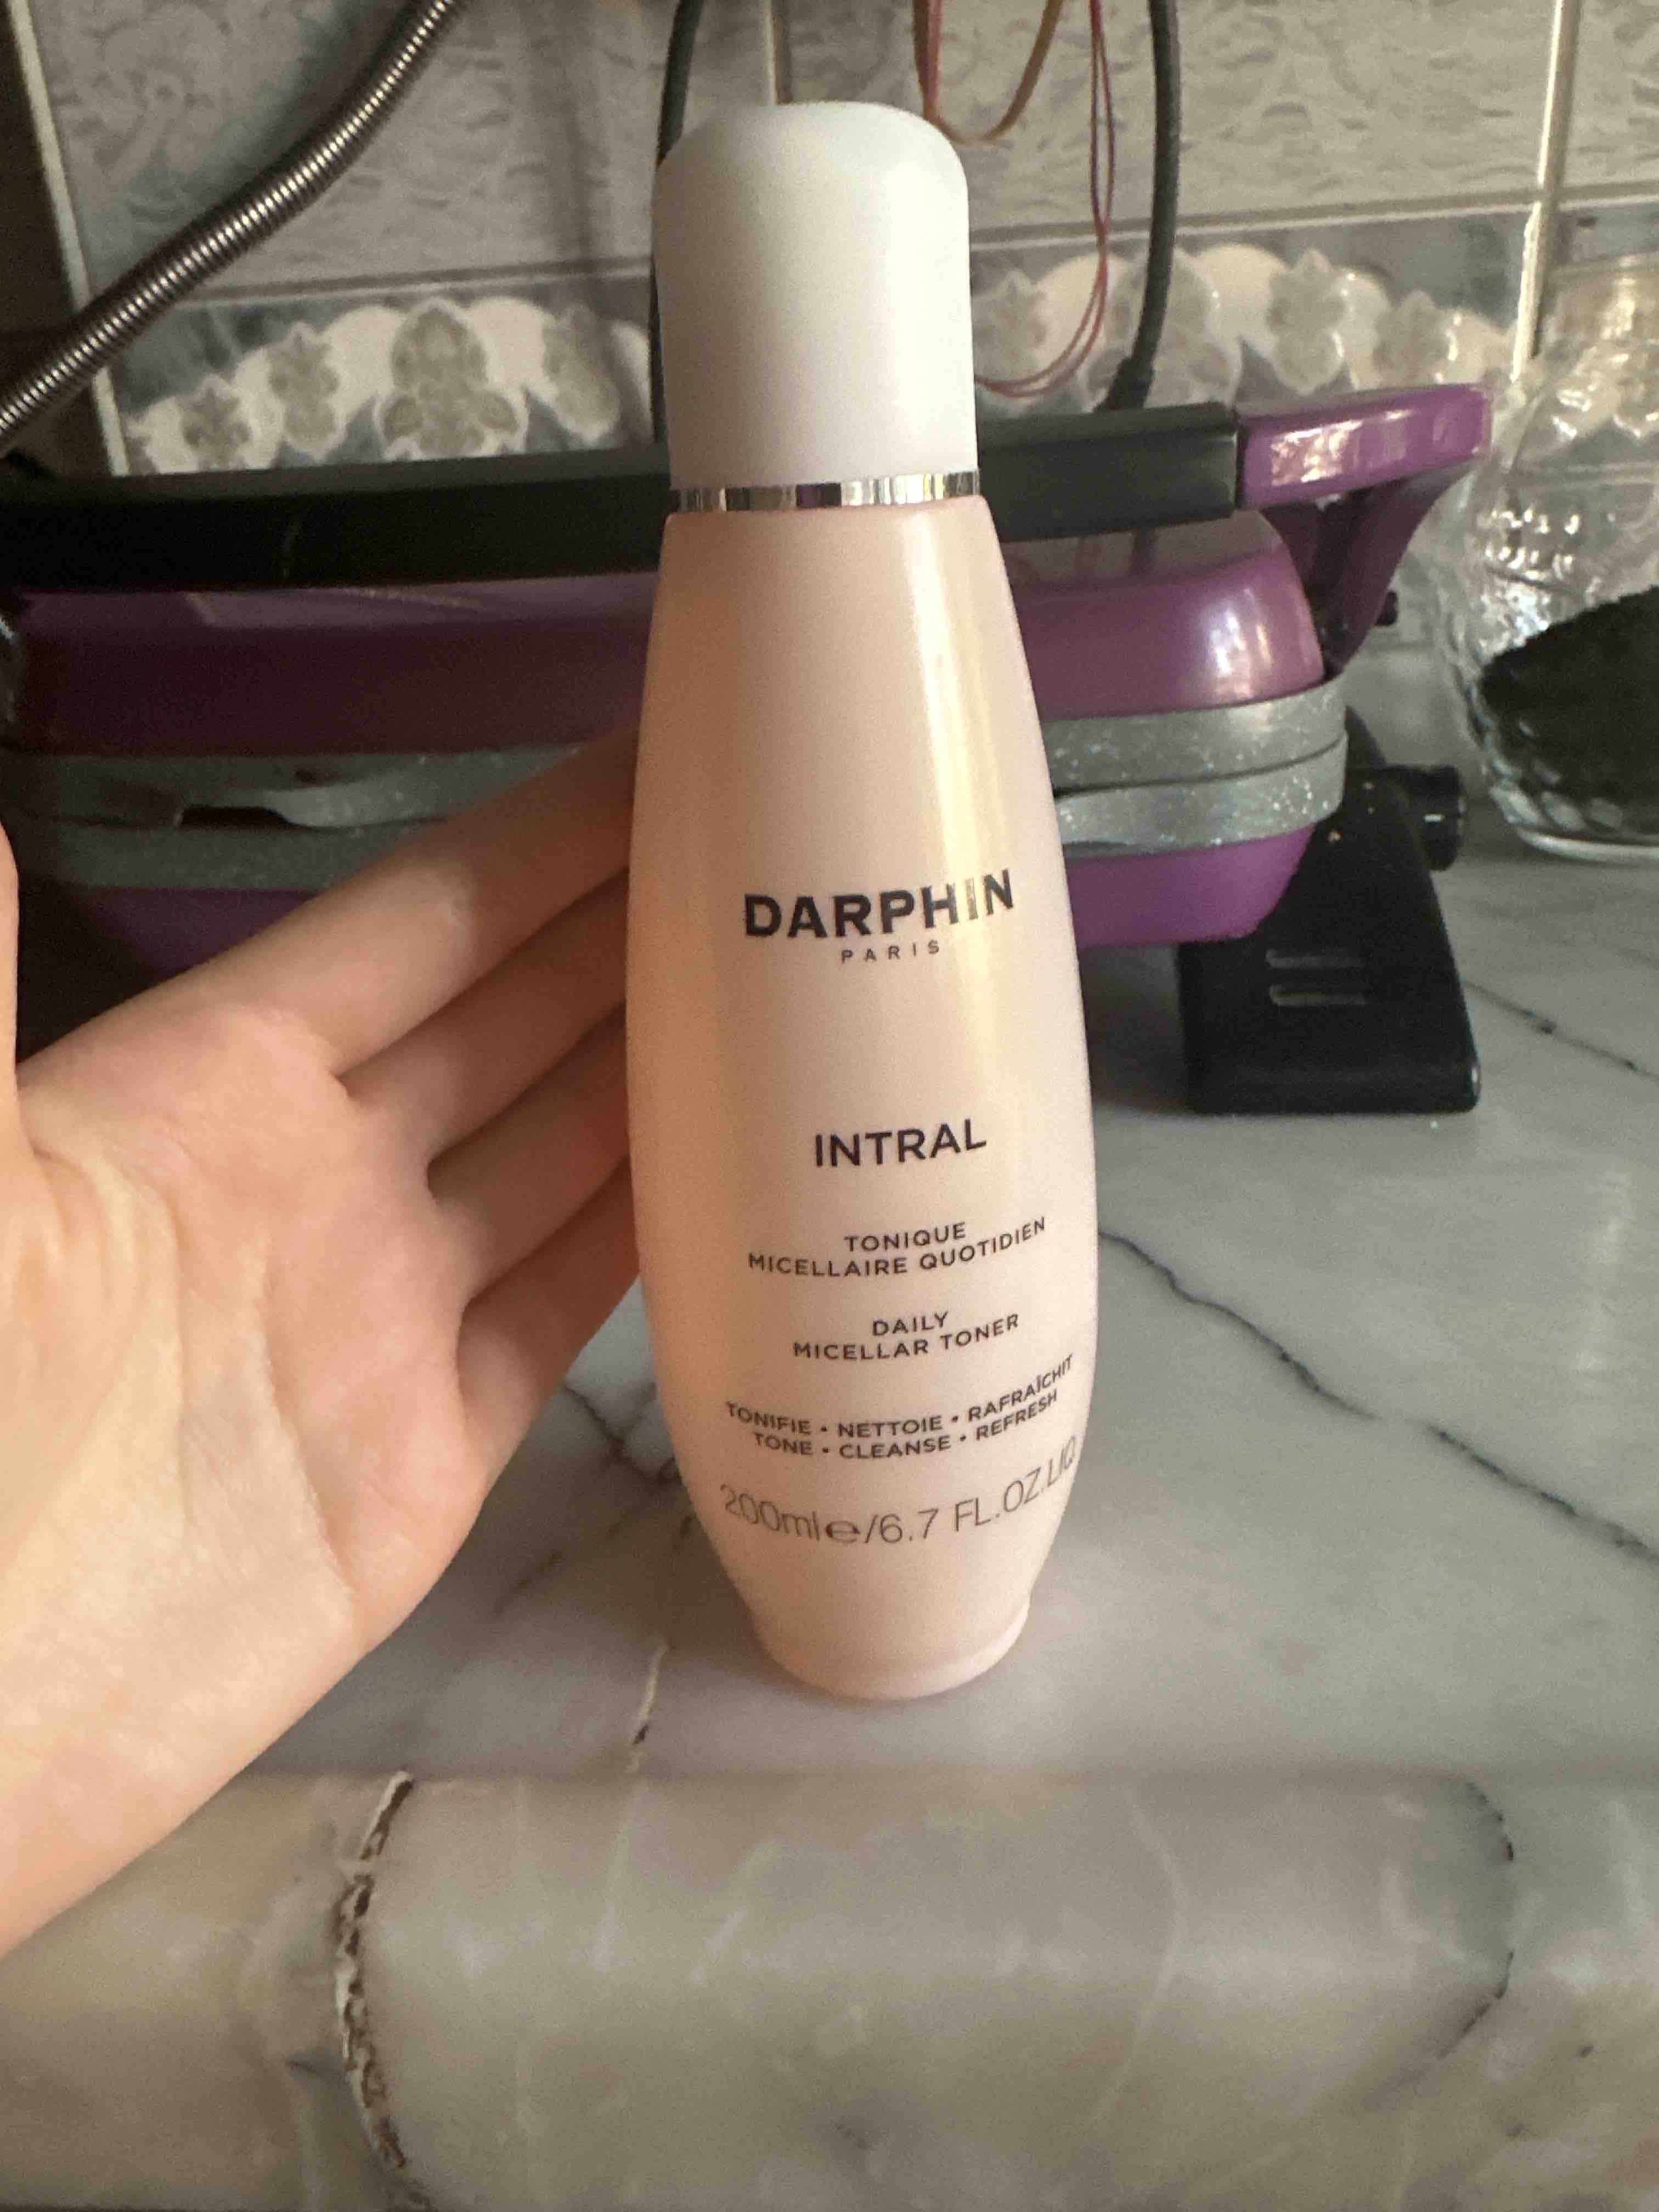 DARPHIN
PARIS
INTRAL
TONIQUE
MICELLAIRE QUOTIDIEN
DAILY
MICELLAR TONER
TONIFIE • NETTOIE • RAFRAÎCHIT
TONE • CLEANSE • REFRESH
200ml℮/6.7 FL.OZ.LIQ.